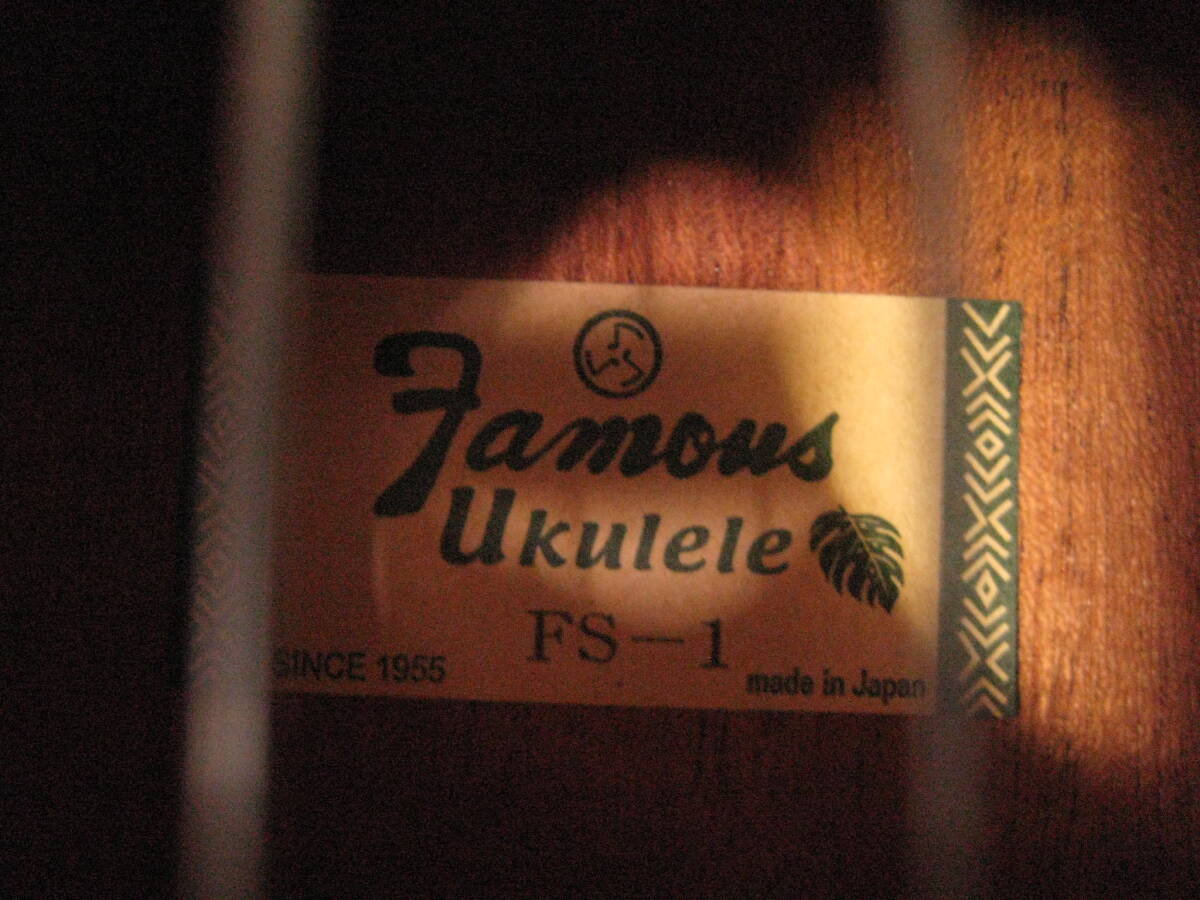 Famous
Ukulele
FS-1
SINCE 1955
made in Japan